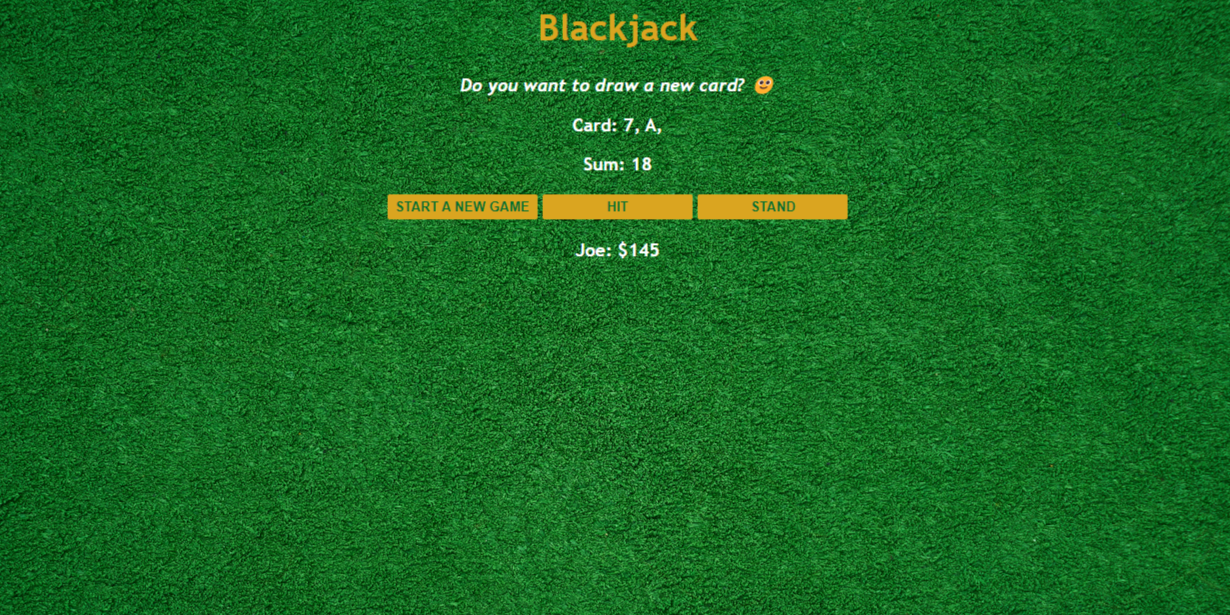 Blackjack
Do you want to draw a new card? 🙂
Card: 7, A,
Sum: 18
START A NEW GAME HIT STAND
Joe: $145